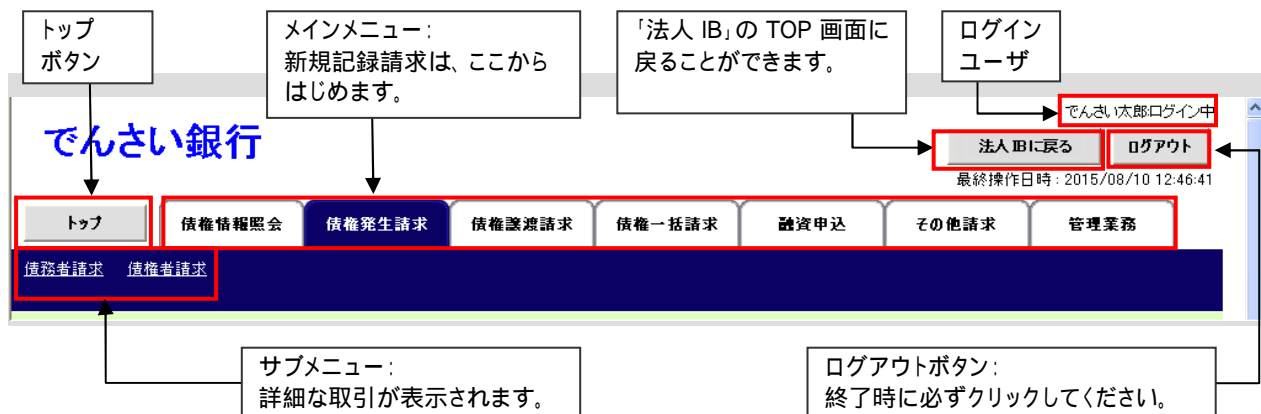 トップ
ボタン
メインメニュー:
新規記録請求は、ここから
はじめます。
「法人 IB」の TOP 画面に
戻ることができます。
ログイン
ユーザ
でんさい太郎ログイン中
でんさい銀行
法人IBに戻る
ログアウト
最終操作日時:2015/08/10 12:46:41
トップ
債権情報照会
債権発生請求
債権譲渡請求
債権一括請求
融資申込
その他請求
管理業務
債務者請求 債権者請求
サブメニュー:
詳細な取引が表示されます。
ログアウトボタン:
終了時に必ずクリックしてください。